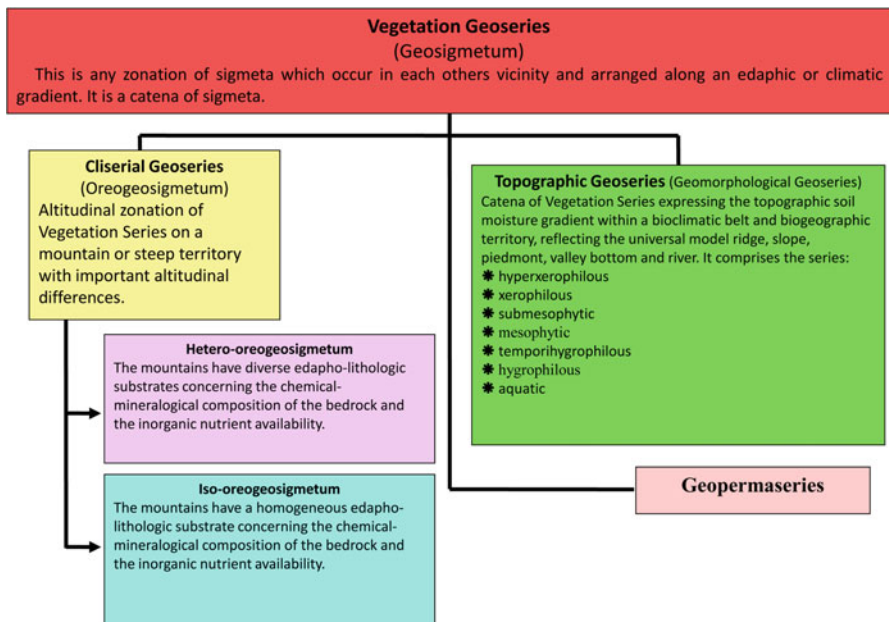 Vegetation Geoseries
(Geosigmetum)
This is any zonation of sigmeta which occur in each others vicinity and arranged along an edaphic or climatic
gradient. It is a catena of sigmeta.
Cliserial Geoseries
(Oreogeosigmetum)
Altitudinal zonation of
Vegetation Series on a
mountain or steep territory
with important altitudinal
differences.
Hetero-oreogeosigmetum
The mountains have diverse edapho-lithologic
substrates concerning the chemical-
mineralogical composition of the bedrock and
the inorganic nutrient availability.
Iso-oreogeosigmetum
The mountains have a homogeneous edapho-
lithologic substrate concerning the chemical-
mineralogical composition of the bedrock and
the inorganic nutrient availability.
Topographic Geoseries (Geomorphological Geoseries)
Catena of Vegetation Series expressing the topographic soil
moisture gradient within a bioclimatic belt and biogeographic
territory, reflecting the universal model ridge, slope,
piedmont, valley bottom and river. It comprises the series:
✵ hyperxerophilous
✵ xerophilous
✵ submesophytic
✵ mesophytic
✵ temporihygrophilous
✵ hygrophilous
✵ aquatic
Geopermaseries